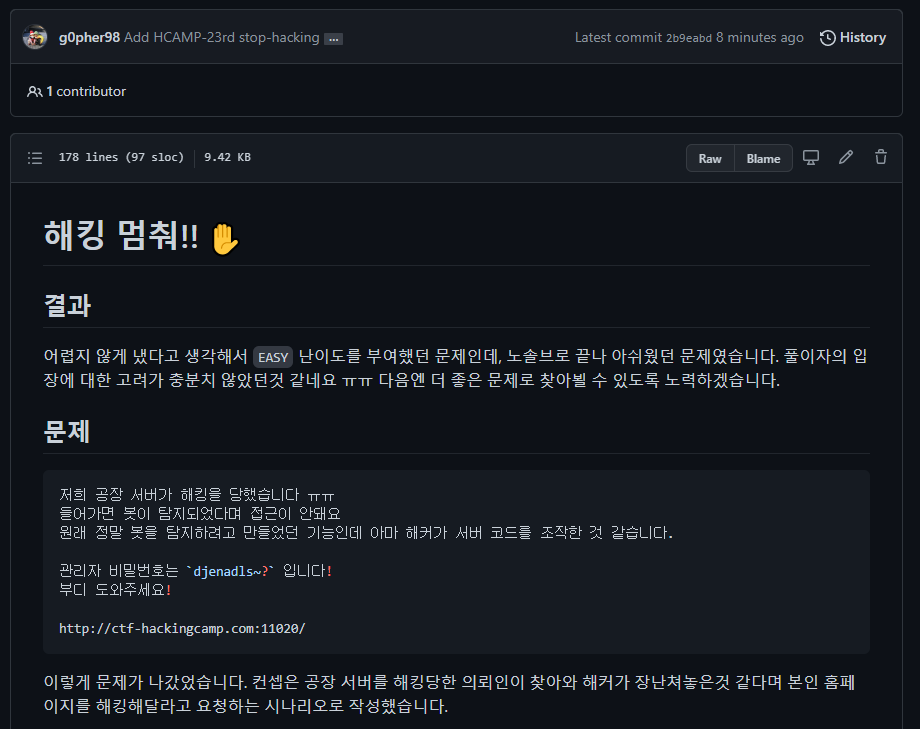 g0pher98 Add HCAMP-23rd stop-hacking ... Latest commit 2b9eabd 8 minutes ago History
1 contributor
178 lines (97 sloc) 9.42 KB Raw Blame
해킹 멈춰!! ✋
결과
어렵지 않게 냈다고 생각해서 EASY 난이도를 부여했던 문제인데, 노솔브로 끝나 아쉬웠던 문제였습니다. 풀이자의 입
장에 대한 고려가 충분치 않았던것 같네요 ㅠㅠ 다음엔 더 좋은 문제로 찾아뵐 수 있도록 노력하겠습니다.
문제
저희 공장 서버가 해킹을 당했습니다 ㅠㅠ
들어가면 봇이 탐지되었다며 접근이 안돼요
원래 정말 봇을 탐지하려고 만들었던 기능인데 아마 해커가 서버 코드를 조작한 것 같습니다.
관리자 비밀번호는 `djenadls~?` 입니다!
부디 도와주세요!
http://ctf-hackingcamp.com:11020/
이렇게 문제가 나갔었습니다. 컨셉은 공장 서버를 해킹당한 의뢰인이 찾아와 해커가 장난쳐놓은것 같다며 본인 홈페
이지를 해킹해달라고 요청하는 시나리오로 작성했습니다.